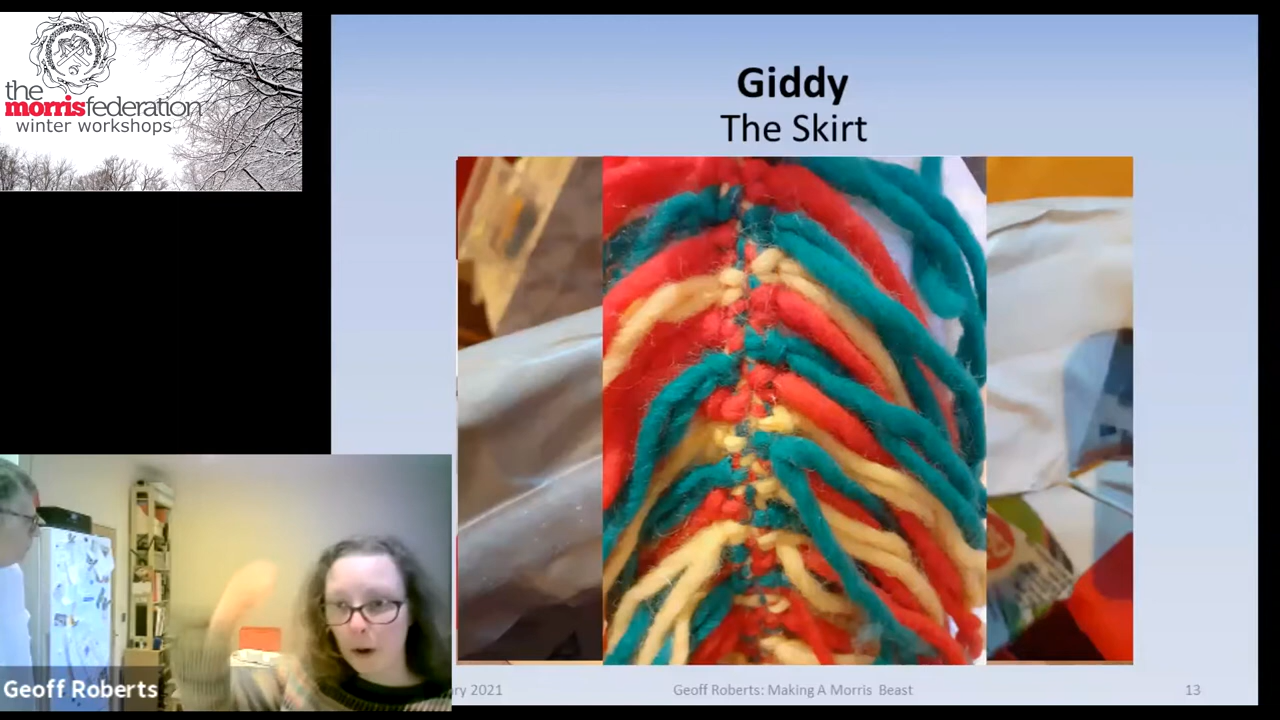 the
morrisfederation
winter workshops
Giddy
The Skirt
Geoff Roberts
ry 2021
Geoff Roberts: Making A Morris Beast
13